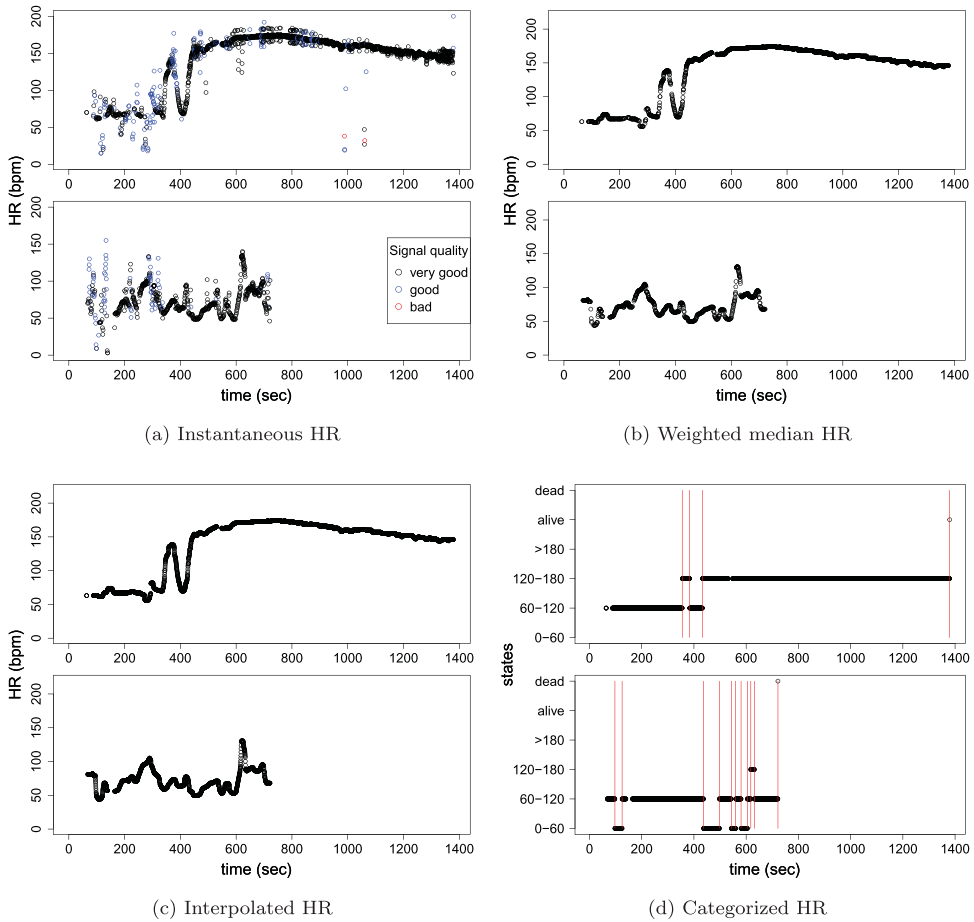 200
150
100
50
0
HR (bpm)
0 200 400 600 800 1000 1200 1400
200
150
100
50
0
Signal quality
very good
good
bad
0 200 400 600 800 1000 1200 1400
time (sec)
(a) Instantaneous HR
200
150
100
50
0
HR (bpm)
0 200 400 600 800 1000 1200 1400
200
150
100
50
0
0 200 400 600 800 1000 1200 1400
time (sec)
(b) Weighted median HR
200
150
100
50
0
HR (bpm)
0 200 400 600 800 1000 1200 1400
200
150
100
50
0
0 200 400 600 800 1000 1200 1400
time (sec)
(c) Interpolated HR
dead
alive
>180
120−180
60−120
0−60
states
0 200 400 600 800 1000 1200 1400
dead
alive
>180
120−180
60−120
0−60
0 200 400 600 800 1000 1200 1400
time (sec)
(d) Categorized HR